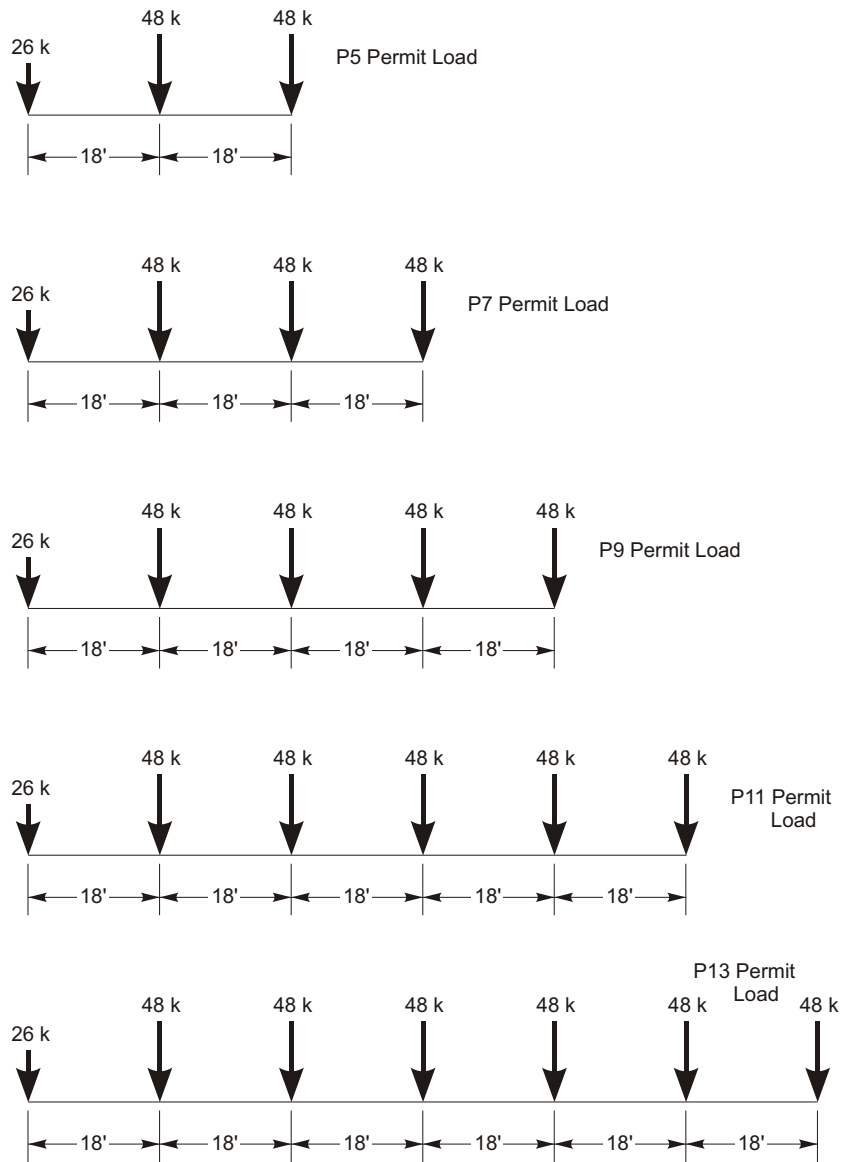 48 k 48 k
26 k
P5 Permit Load
18' 18'
48 k 48 k 48 k
26 k
P7 Permit Load
18' 18' 18'
48 k 48 k 48 k 48 k
26 k
P9 Permit Load
18' 18' 18' 18'
48 k 48 k 48 k 48 k 48 k
26 k
P11 Permit
Load
18' 18' 18' 18' 18'
P13 Permit
Load
48 k 48 k 48 k 48 k 48 k 48 k
26 k
18' 18' 18' 18' 18' 18'